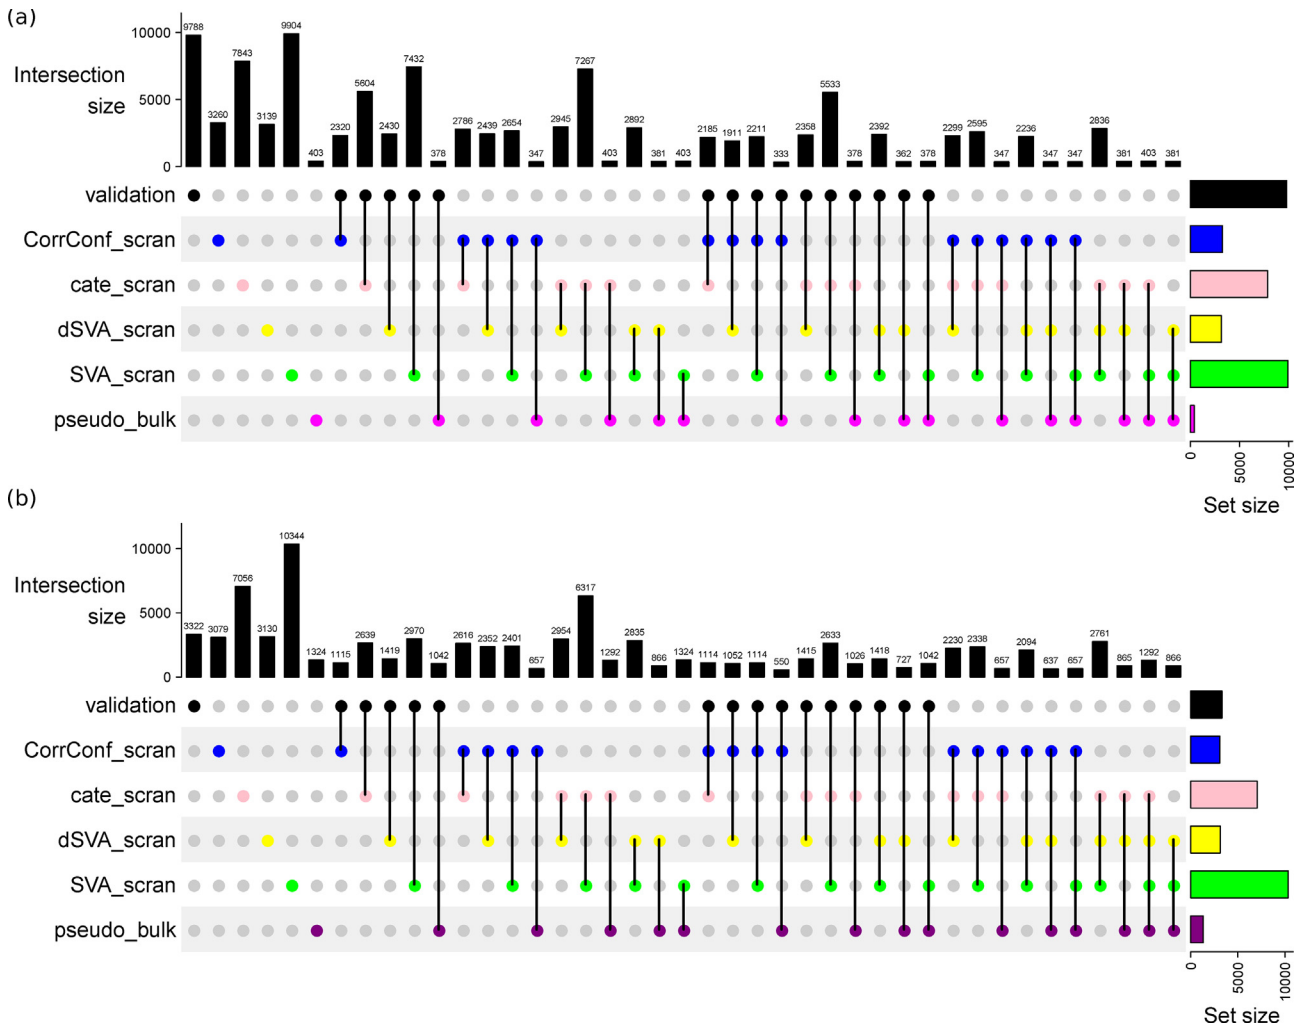 (a)
10000
5000
0
Intersection
size
9788 3260 7843 3139 9904 403 2320 5604 2430 7432 378 2786 2439 2654 347 2945 7267 403 2892 381 403 2185 1911 2211 333 2358 5533 378 2392 362 378 2299 2595 347 2236 347 347 2836 381 403 381
validation
CorrConf_scran
cate_scran
dSVA_scran
SVA_scran
pseudo_bulk
0 5000 10000
Set size
(b)
10000
5000
0
Intersection
size
3322 3079 7056 3130 10344 1324 1115 2639 1419 2970 1042 2616 2352 2401 657 2954 6317 1292 2835 866 1324 1114 1052 1114 550 1415 2633 1026 1418 727 1042 2230 2338 657 2094 637 657 2761 865 1292 866
validation
CorrConf_scran
cate_scran
dSVA_scran
SVA_scran
pseudo_bulk
0 5000 10000
Set size